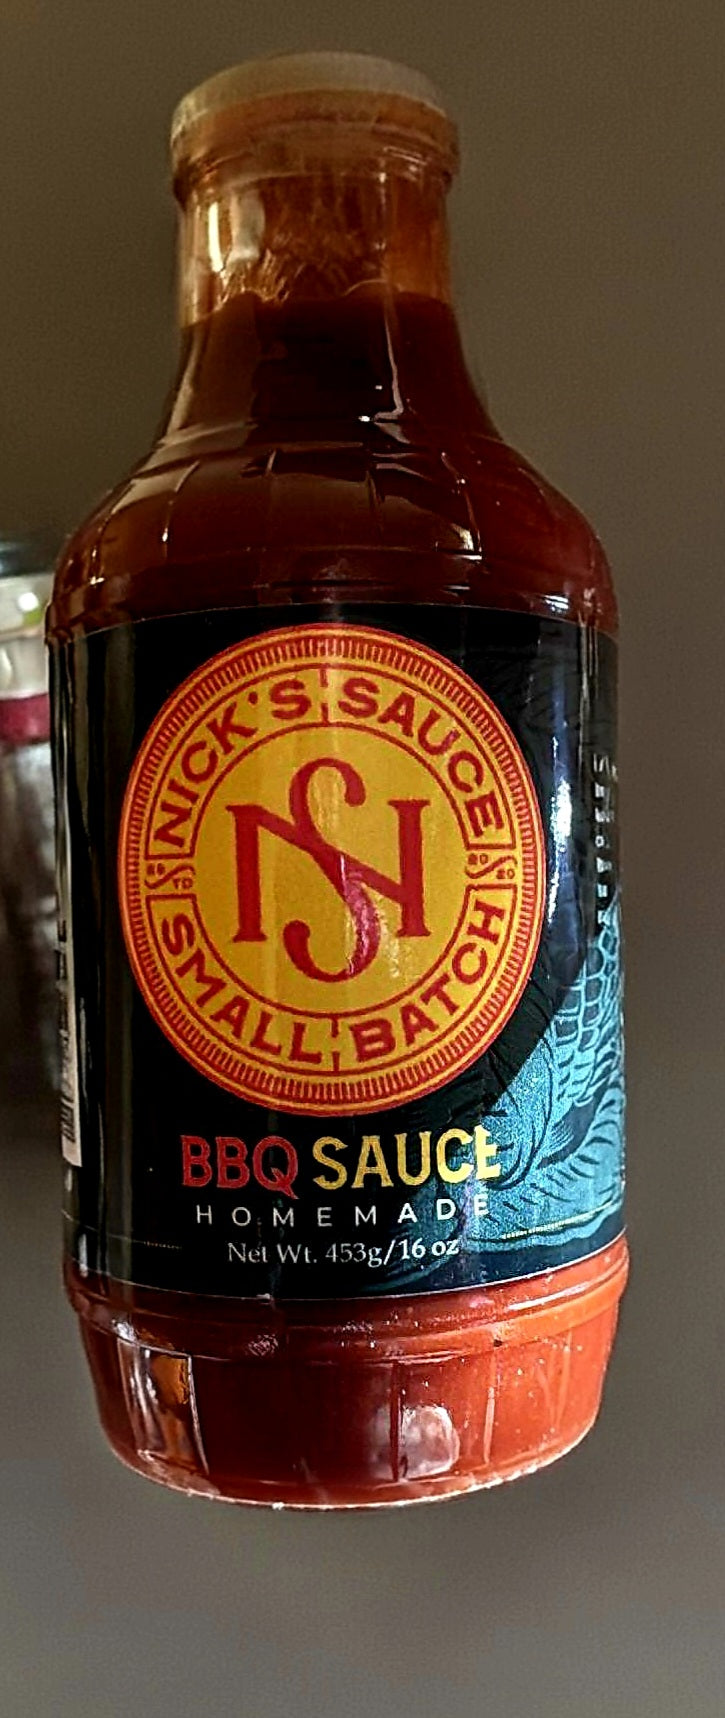 NICK'S SAUCE
NS
SMALL BATCH
BBQ SAUCE
HOMEMADE
Net Wt. 453g/16 oz